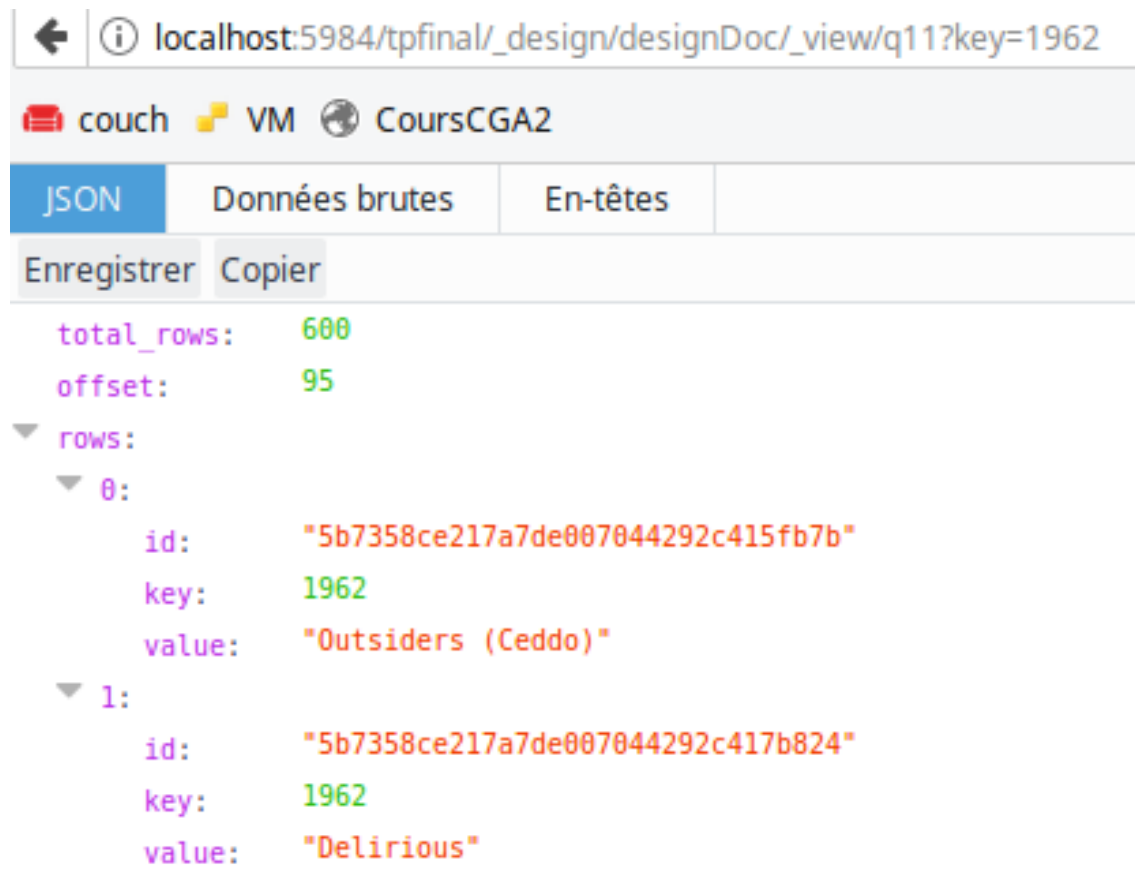 localhost:5984/tpfinal/_design/designDoc/_view/q11?key=1962
couch VM CoursCGA2
JSON Données brutes En-têtes
Enregistrer Copier
total_rows: 600
offset: 95
rows:
0:
id: "5b7358ce217a7de007044292c415fb7b"
key: 1962
value: "Outsiders (Ceddo)"
1:
id: "5b7358ce217a7de007044292c417b824"
key: 1962
value: "Delirious"